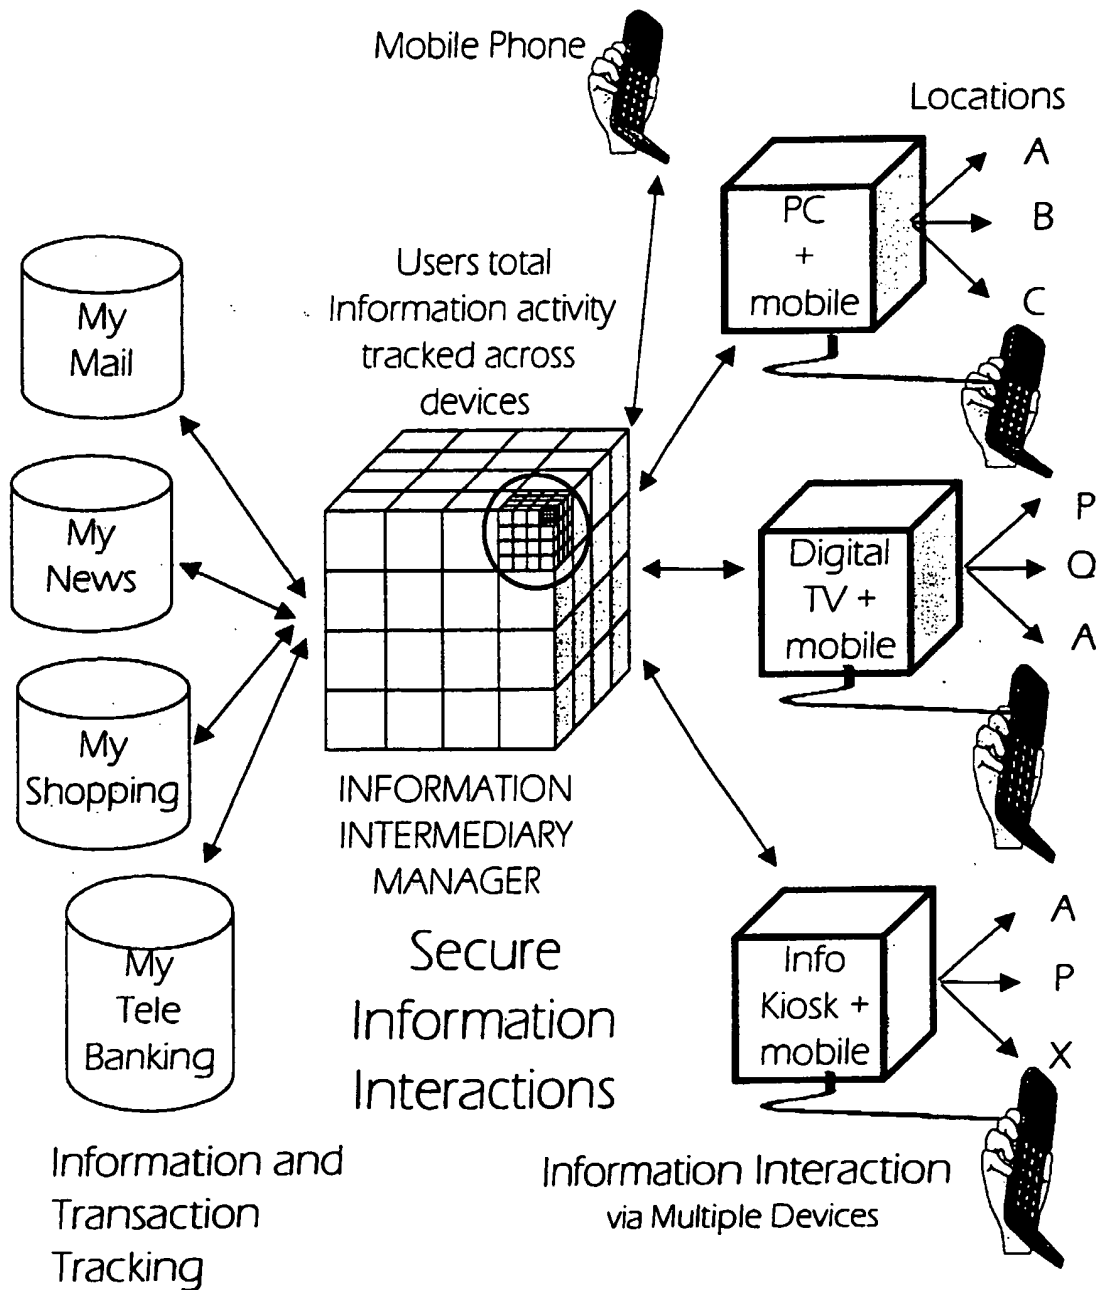 Mobile Phone
Locations
PC
+
mobile
A
B
C
Users total
Information activity
tracked across
devices
My
Mail
My
News
My
Shopping
My
Tele
Banking
Digital
TV +
mobile
P
Q
A
INFORMATION
INTERMEDIARY
MANAGER
Secure
Information
Interactions
Info
Kiosk +
mobile
A
P
X
Information and
Transaction
Tracking
Information Interaction
via Multiple Devices